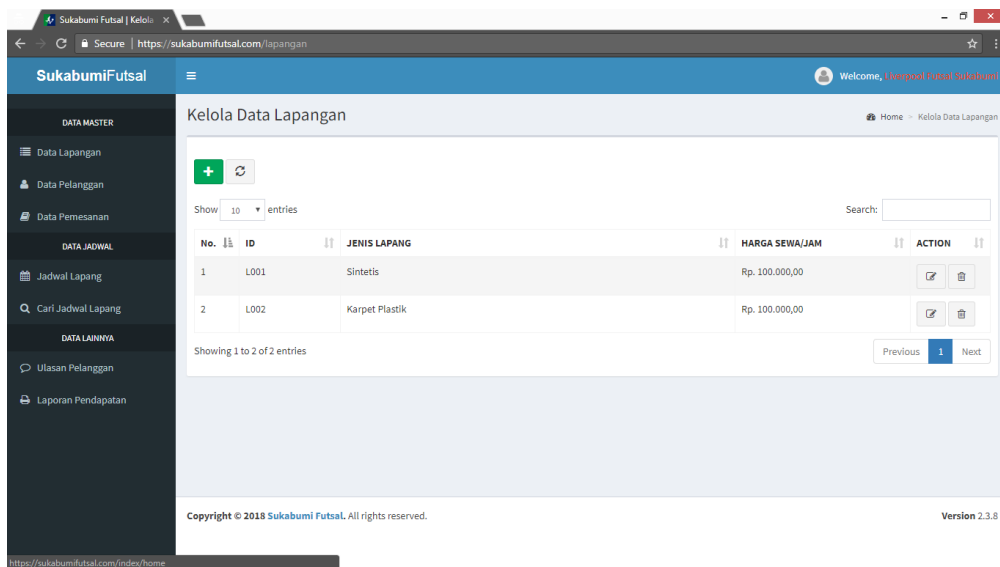 Sukabumi Futsal | Kelola
Secure | https://sukabumifutsal.com/lapangan
SukabumiFutsal
Welcome, Liverpool Futsal Sukabumi
DATA MASTER
Data Lapangan
Data Pelanggan
Data Pemesanan
DATA JADWAL
Jadwal Lapang
Cari Jadwal Lapang
DATA LAINNYA
Ulasan Pelanggan
Laporan Pendapatan
Kelola Data Lapangan
Home > Kelola Data Lapangan
Show 10 entries
Search:
No. ID JENIS LAPANG HARGA SEWA/JAM ACTION
1 L001 Sintetis Rp. 100.000,00
2 L002 Karpet Plastik Rp. 100.000,00
Showing 1 to 2 of 2 entries
Previous 1 Next
Copyright © 2018 Sukabumi Futsal. All rights reserved.
Version 2.3.8
https://sukabumifutsal.com/index/home